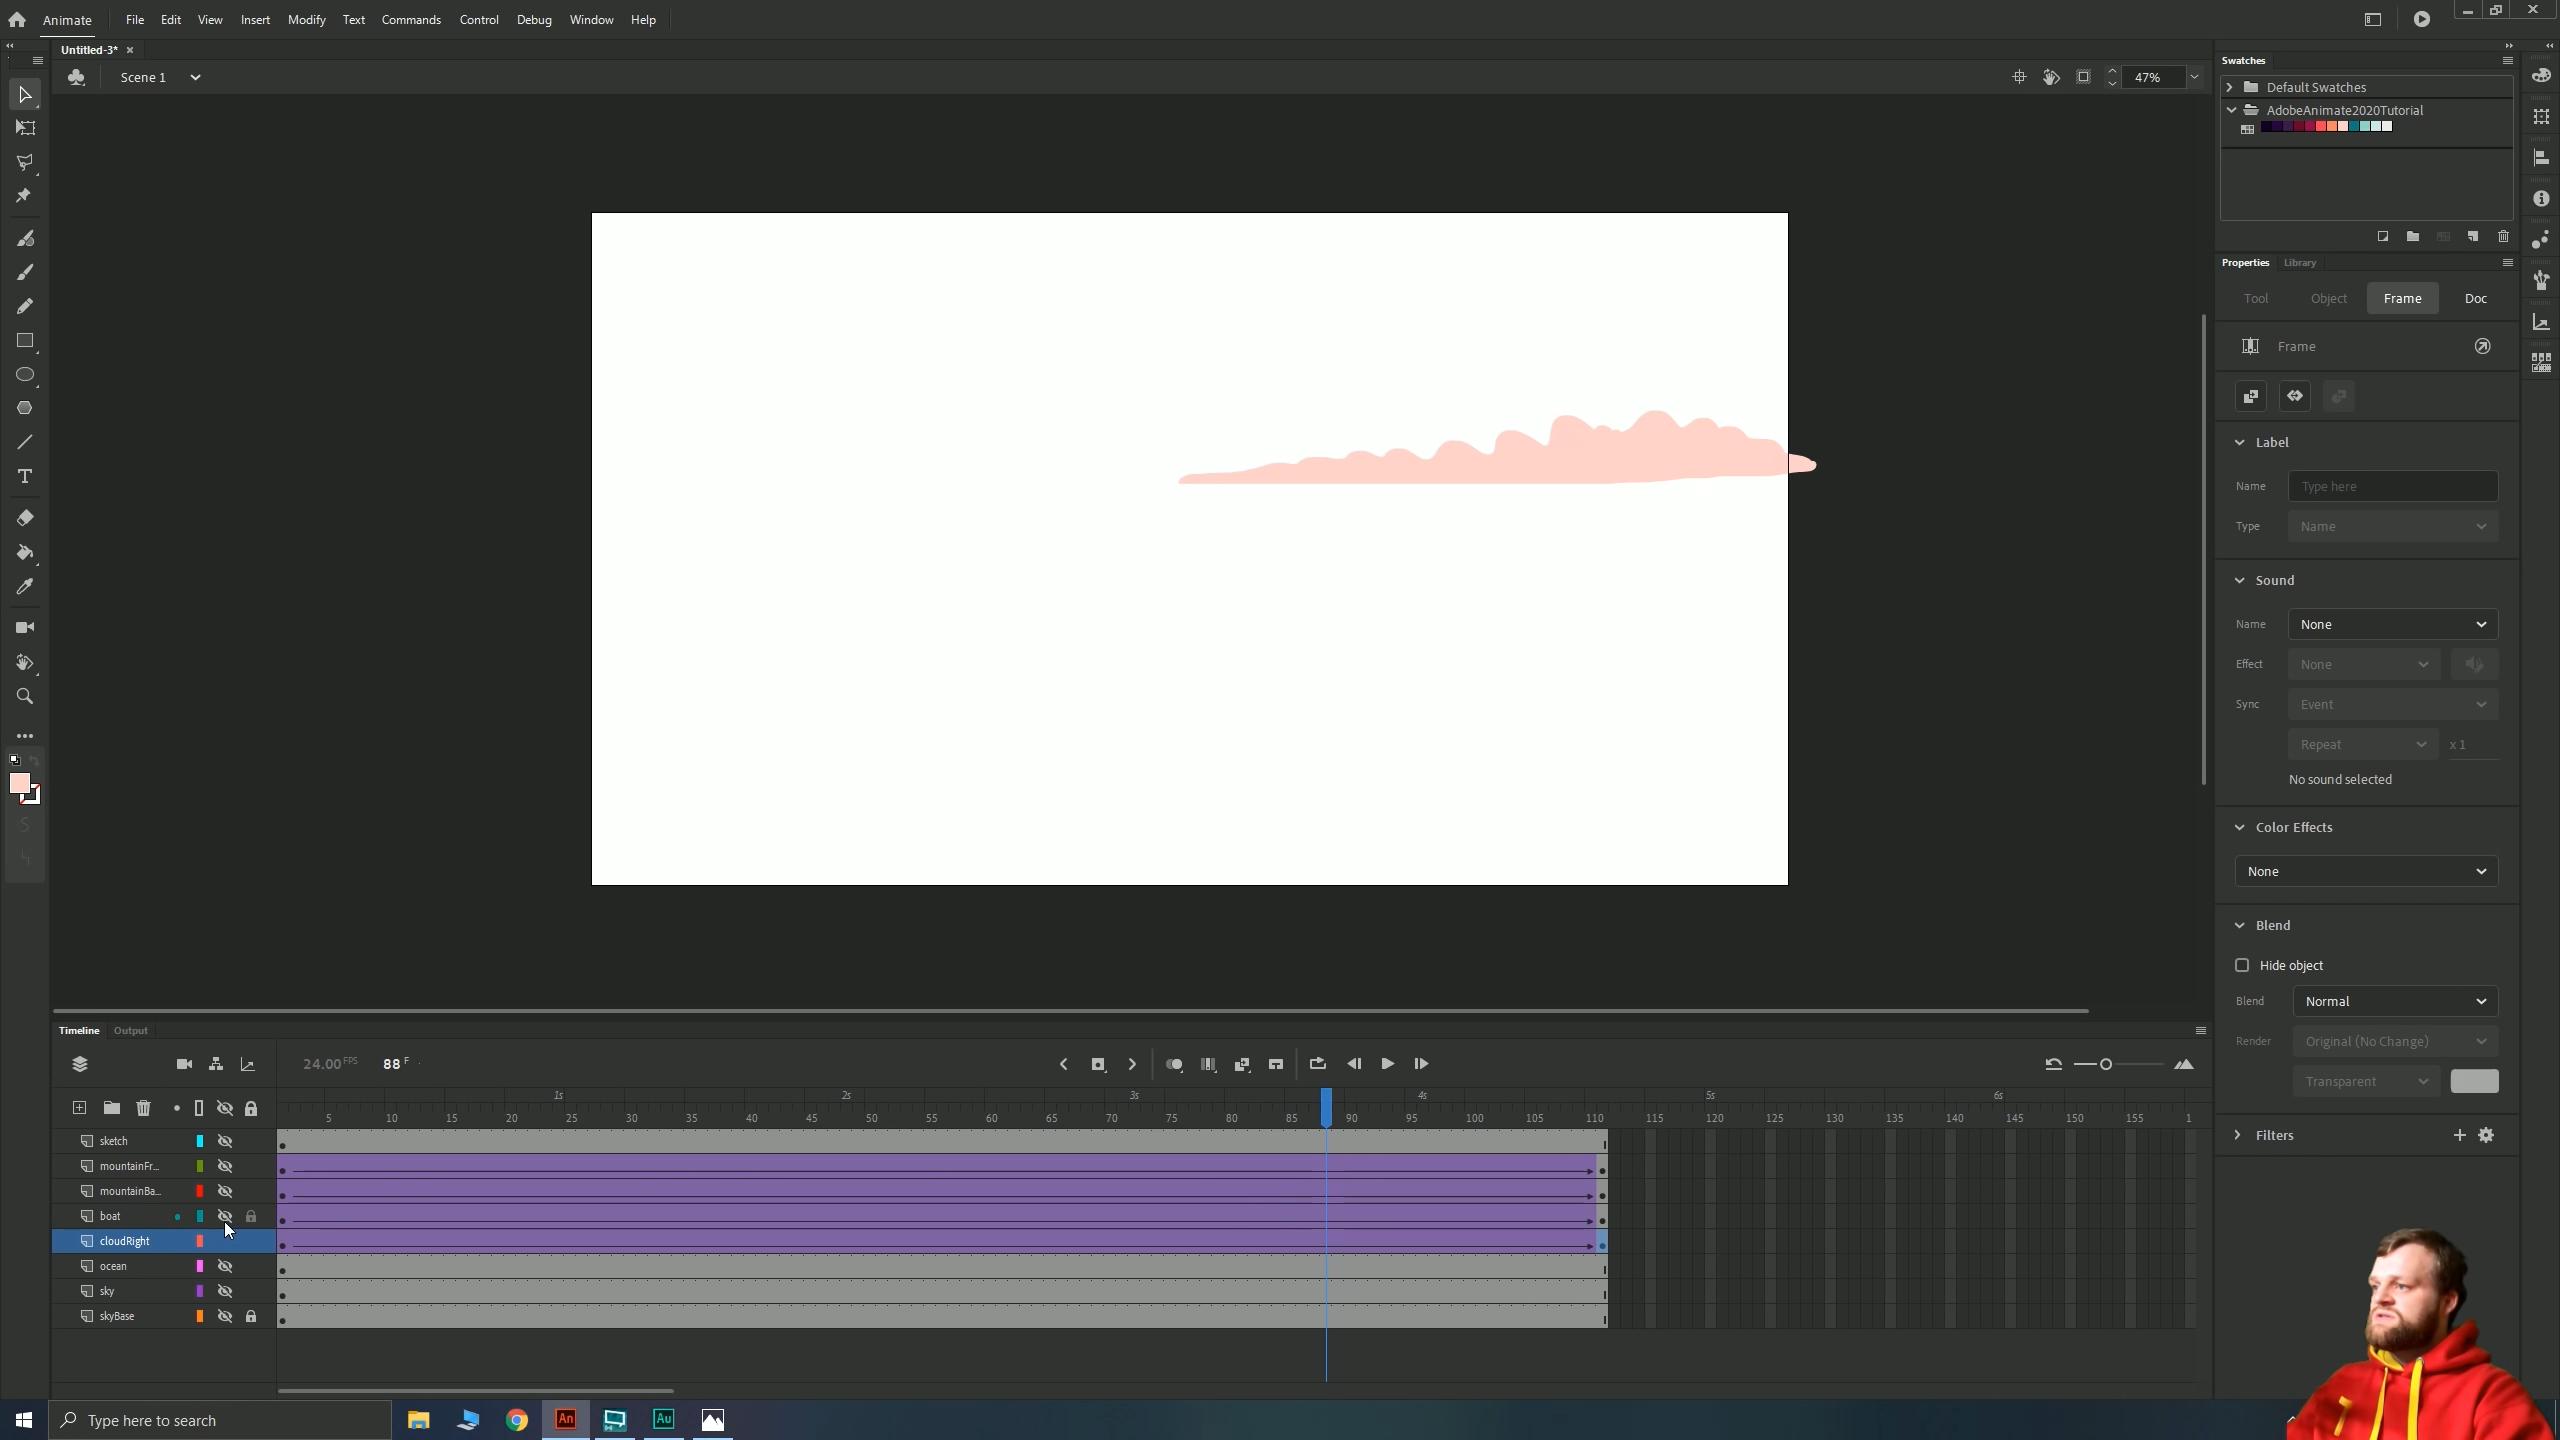 Animate File Edit View Insert Modify Text Commands Control Debug Window Help
Untitled-3*
Scene 1
47%
Swatches
Default Swatches
AdobeAnimate2020Tutorial
Properties Library
Tool Object Frame Doc
Frame
Label
Name Type here
Type Name
Sound
Name None
Effect None
Sync Event
Repeat x 1
No sound selected
Color Effects
None
Blend
Hide object
Blend Normal
Render Original (No Change)
Transparent
Filters
Timeline Output
24.00 FPS 88 F
1s 2s 3s 4s 5s 6s
5 10 15 20 25 30 35 40 45 50 55 60 65 70 75 80 85 90 95 100 105 110 115 120 125 130 135 140 145 150 155 1
sketch
mountainFr...
mountainBa...
boat
cloudRight
ocean
sky
skyBase
Type here to search
An
Au